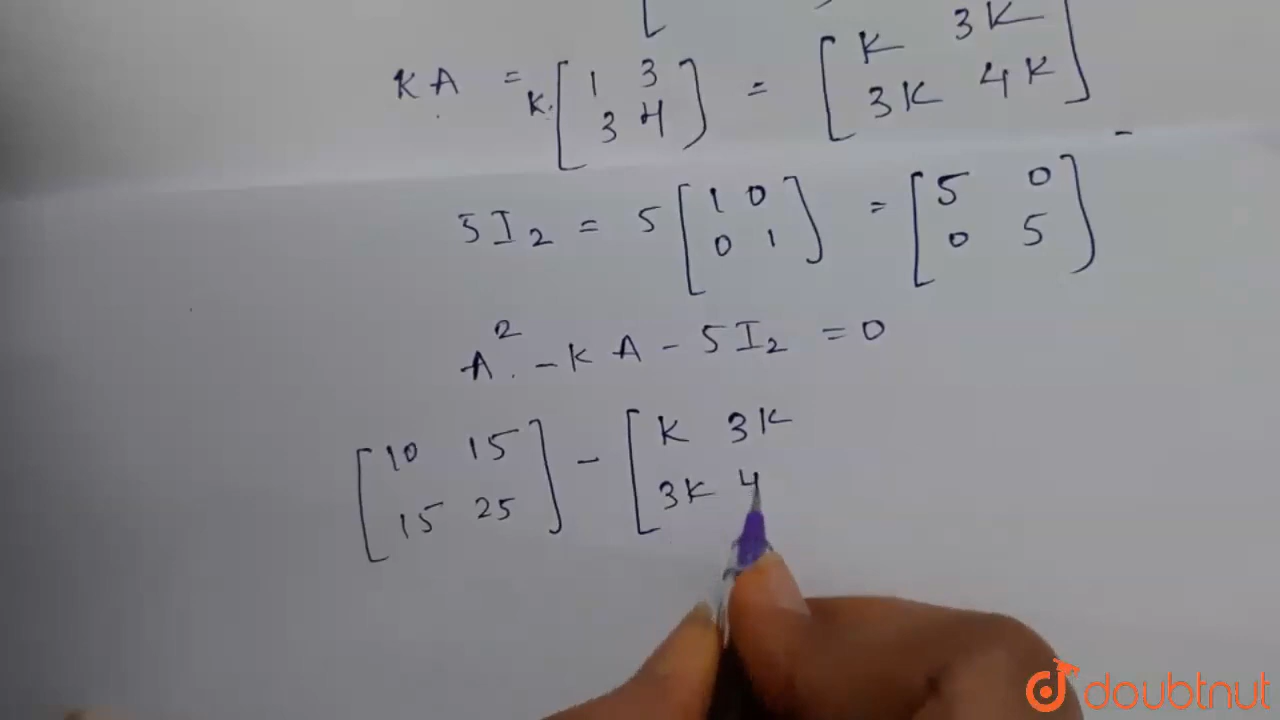 3K
KA = K. [ 1 3 3 4 ] = [ K 3K 3K 4K ]
5I2 = 5 [ 1 0 0 1 ] = [ 5 0 0 5 ]
A² - KA - 5I2 = 0
[ 10 15 15 25 ] - [ K 3K 3K 4
doubtnut